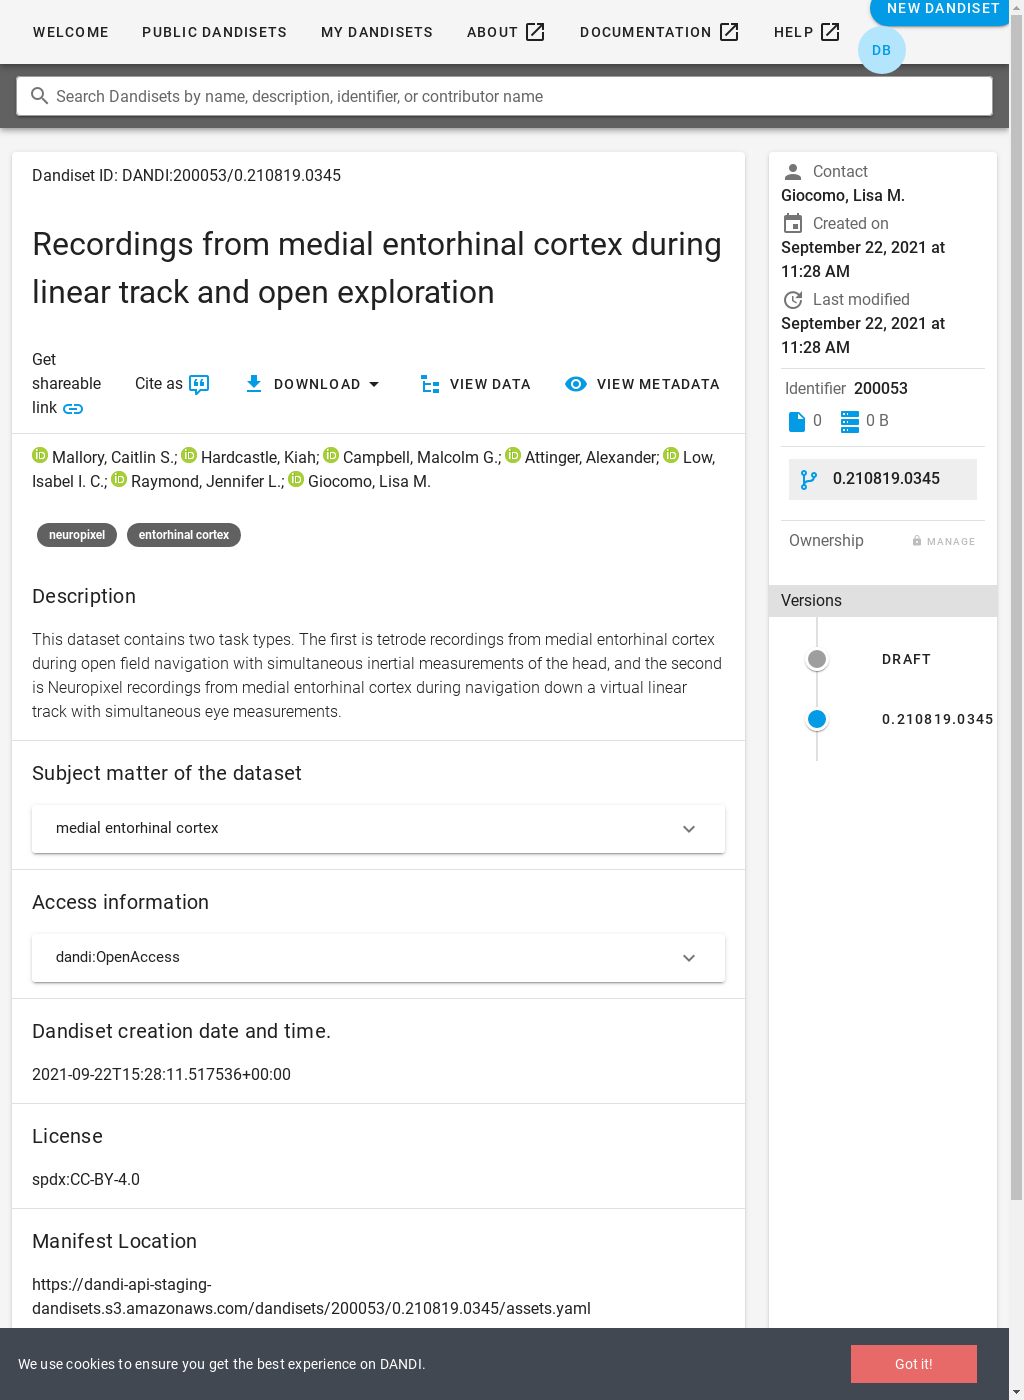 WELCOME PUBLIC DANDISETS MY DANDISETS ABOUT DOCUMENTATION HELP NEW DANDISET
DB
Search Dandisets by name, description, identifier, or contributor name
Dandiset ID: DANDI:200053/0.210819.0345
Recordings from medial entorhinal cortex during
linear track and open exploration
Get
shareable
link
Cite as
DOWNLOAD
VIEW DATA
VIEW METADATA
Mallory, Caitlin S.; Hardcastle, Kiah; Campbell, Malcolm G.; Attinger, Alexander; Low,
Isabel I. C.; Raymond, Jennifer L.; Giocomo, Lisa M.
neuropixel entorhinal cortex
Description
This dataset contains two task types. The first is tetrode recordings from medial entorhinal cortex
during open field navigation with simultaneous inertial measurements of the head, and the second
is Neuropixel recordings from medial entorhinal cortex during navigation down a virtual linear
track with simultaneous eye measurements.
Subject matter of the dataset
medial entorhinal cortex
Access information
dandi:OpenAccess
Dandiset creation date and time.
2021-09-22T15:28:11.517536+00:00
License
spdx:CC-BY-4.0
Manifest Location
https://dandi-api-staging-
dandisets.s3.amazonaws.com/dandisets/200053/0.210819.0345/assets.yaml
Contact
Giocomo, Lisa M.
Created on
September 22, 2021 at
11:28 AM
Last modified
September 22, 2021 at
11:28 AM
Identifier 200053
0 0 B
0.210819.0345
Ownership MANAGE
Versions
DRAFT
0.210819.0345
We use cookies to ensure you get the best experience on DANDI.
Got it!